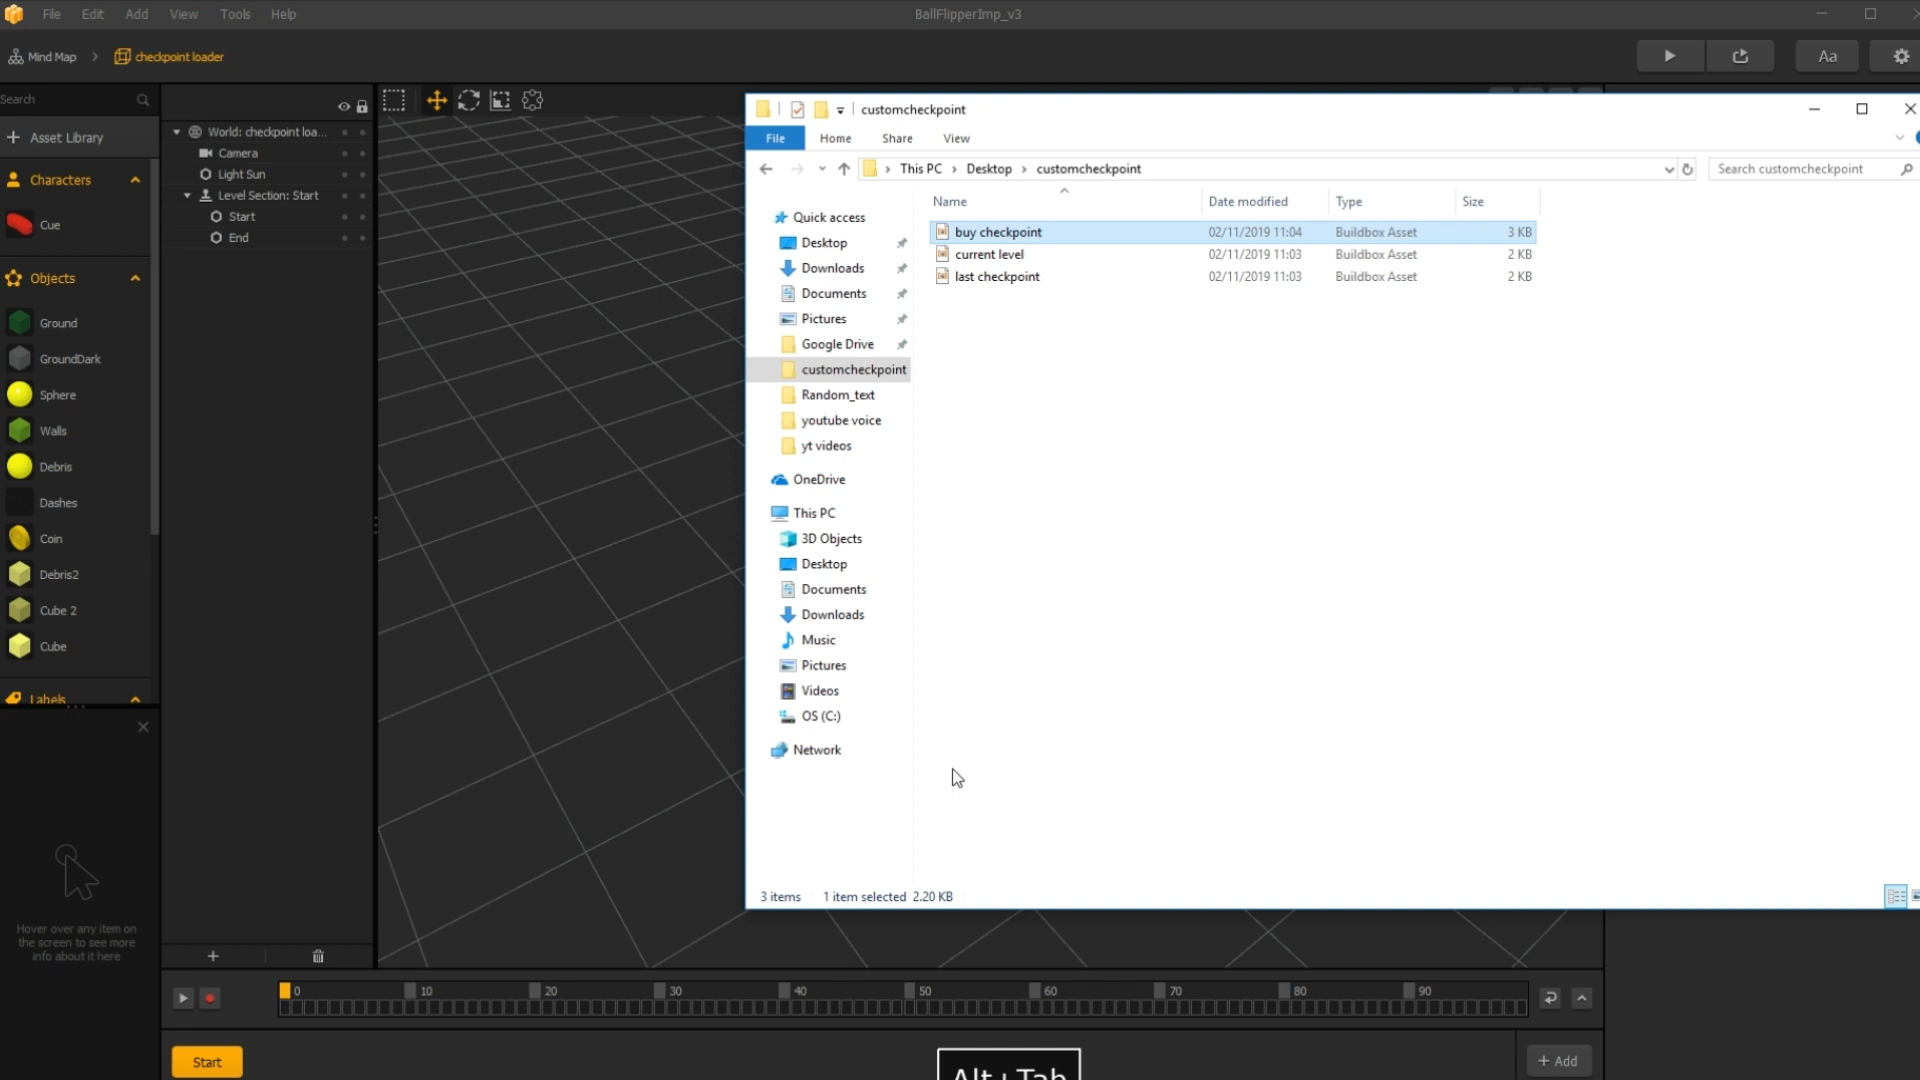 File Edit Add View Tools Help
BallFlipperImp_v3
Mind Map
checkpoint loader
Aa
Search
Asset Library
Characters
Cue
Objects
Ground
GroundDark
Sphere
Walls
Debris
Dashes
Coin
Debris2
Cube 2
Cube
Labels
Hover over any item on
the screen to see more
info about it here
World: checkpoint loa...
Camera
Light Sun
Level Section: Start
Start
End
customcheckpoint
File Home Share View
This PC > Desktop > customcheckpoint
Search customcheckpoint
Name Date modified Type Size
buy checkpoint 02/11/2019 11:04 Buildbox Asset 3 KB
current level 02/11/2019 11:03 Buildbox Asset 2 KB
last checkpoint 02/11/2019 11:03 Buildbox Asset 2 KB
Quick access
Desktop
Downloads
Documents
Pictures
Google Drive
customcheckpoint
Random_text
youtube voice
yt videos
OneDrive
This PC
3D Objects
Desktop
Documents
Downloads
Music
Pictures
Videos
OS (C:)
Network
3 items 1 item selected 2.20 KB
0 10 20 30 40 50 60 70 80 90
Start
Alt+Tab
+ Add